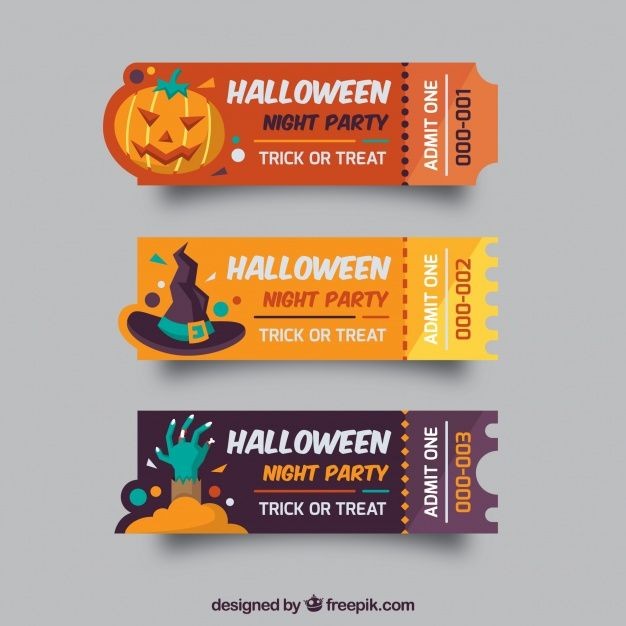 HALLOWEEN
NIGHT PARTY
TRICK OR TREAT
ADMIT ONE
000-001
HALLOWEEN
NIGHT PARTY
TRICK OR TREAT
ADMIT ONE
000-002
HALLOWEEN
NIGHT PARTY
TRICK OR TREAT
ADMIT ONE
000-003
designed by freepik.com